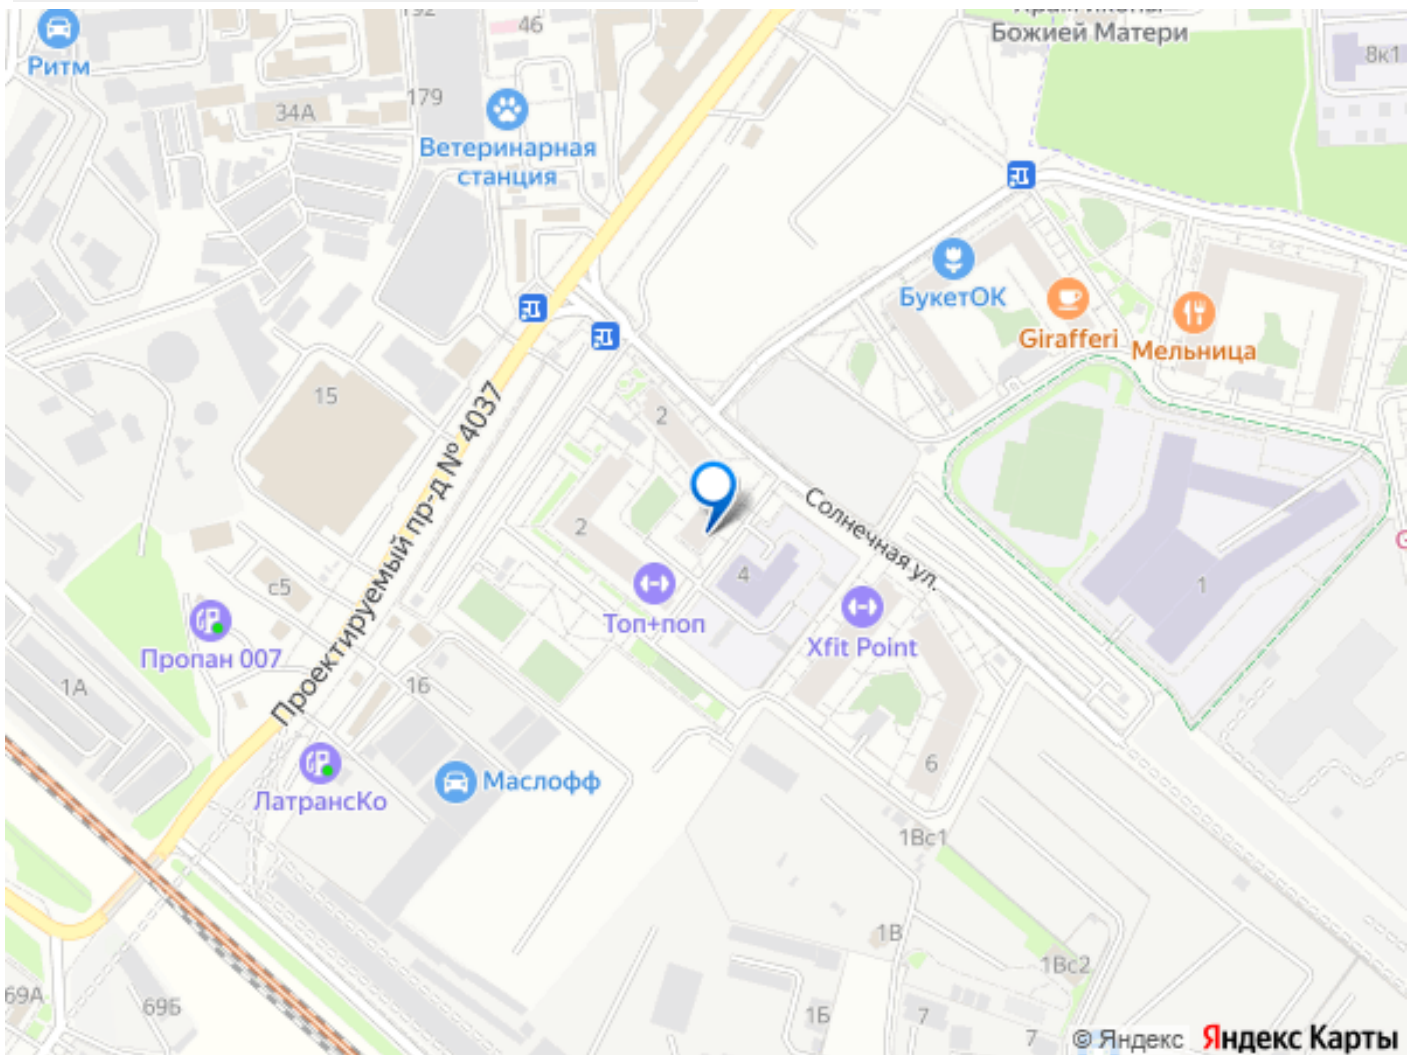 46
Божией Матери
8к1
Ритм
179
34А
Ветеринарная
станция
БукетОК
Girafferi
Мельница
15
2
Проектируемый пр-д № 4037
Солнечная ул.
2
4
1
с5
Топ+поп
Xfit Point
Пропан 007
1А
16
6
ЛатрансКо
Маслофф
1Вс1
1В
1Вс2
69А
69Б
1Б
7
7
© Яндекс
Яндекс Карты